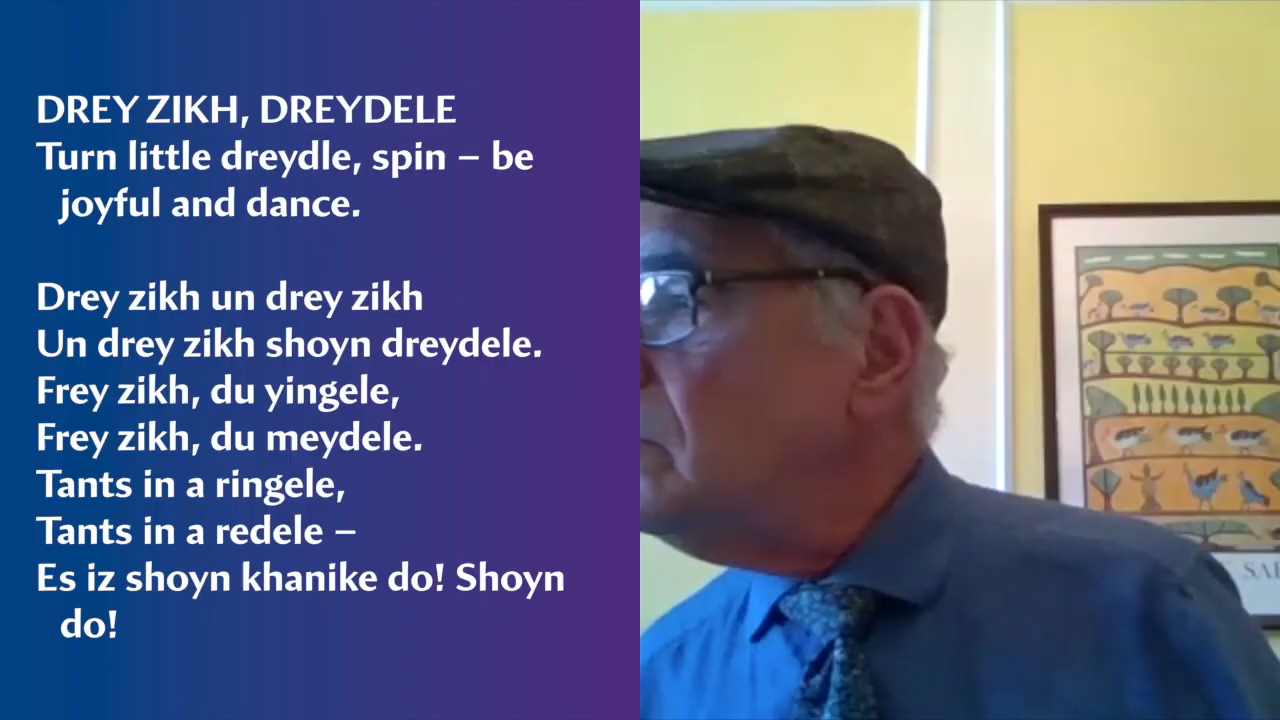 DREY ZIKH, DREYDELE
Turn little dreydle, spin – be
joyful and dance.
Drey zikh un drey zikh
Un drey zikh shoyn dreydele.
Frey zikh, du yingele,
Frey zikh, du meydele.
Tants in a ringele,
Tants in a redele –
Es iz shoyn khanike do! Shoyn
do!